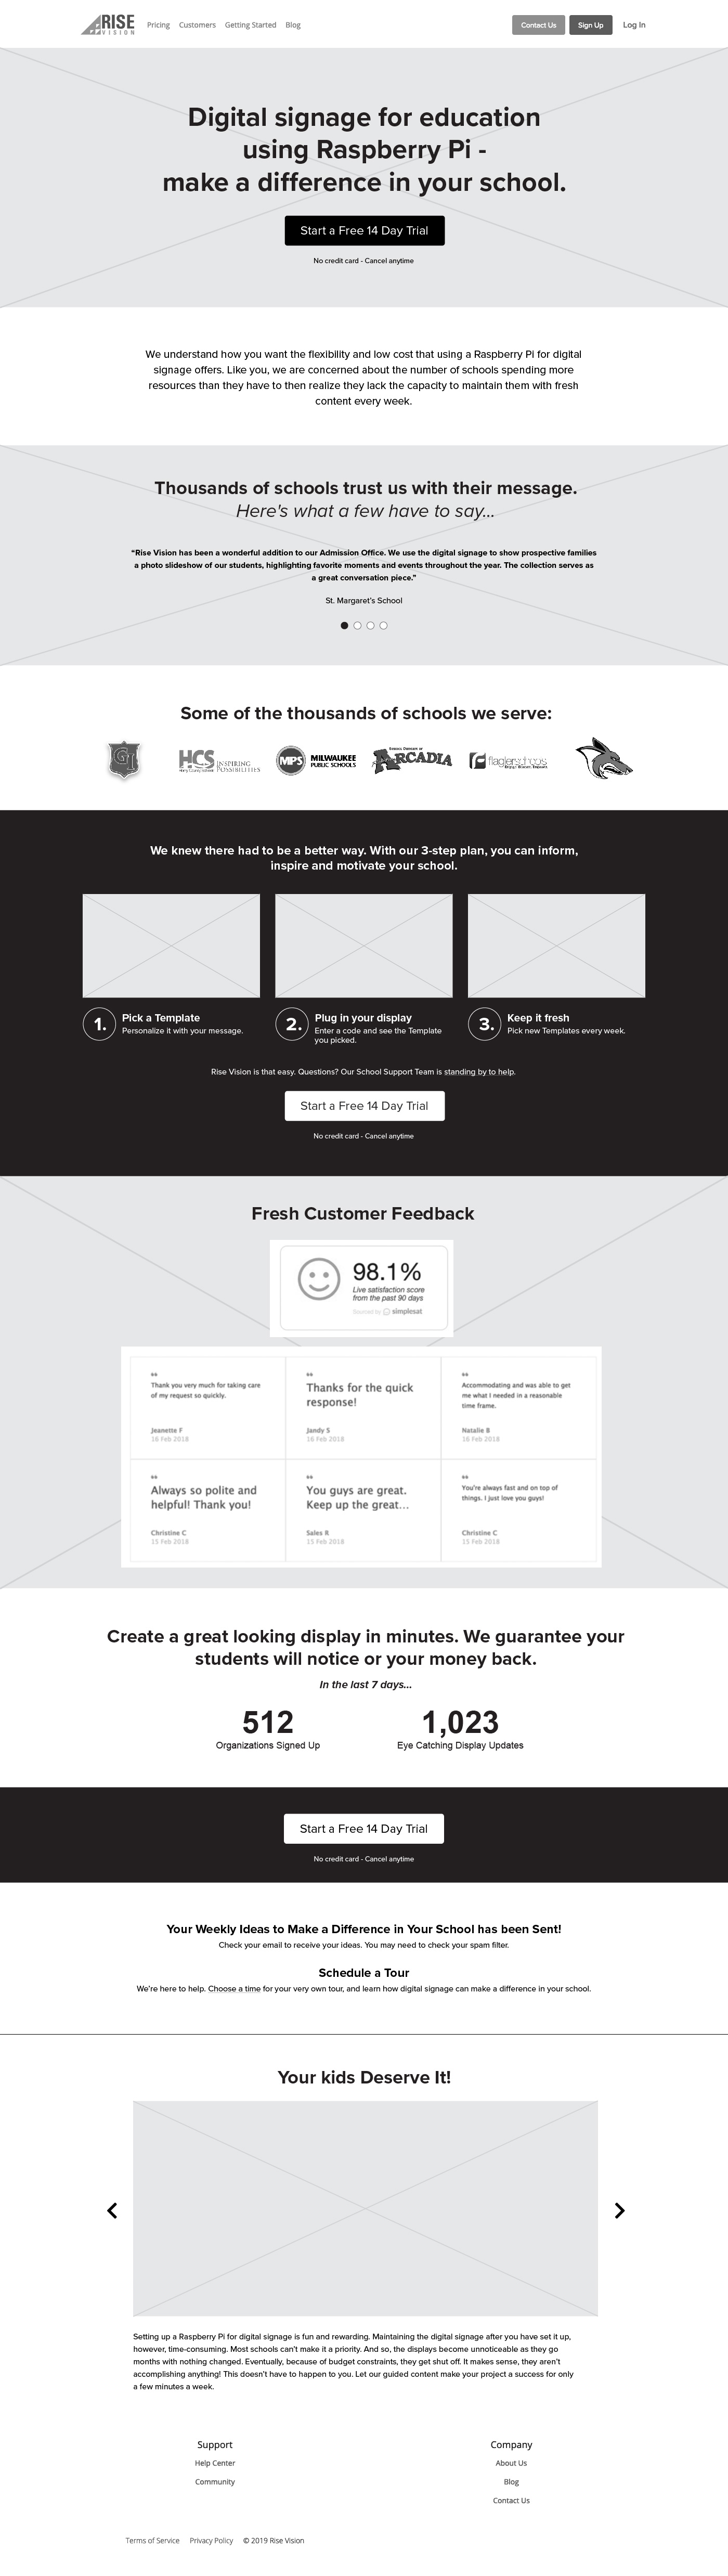 RISE
VISION
Pricing Customers Getting Started Blog
Contact Us Sign Up Log In
Digital signage for education
using Raspberry Pi -
make a difference in your school.
Start a Free 14 Day Trial
No credit card - Cancel anytime
We understand how you want the flexibility and low cost that using a Raspberry Pi for digital
signage offers. Like you, we are concerned about the number of schools spending more
resources than they have to then realize they lack the capacity to maintain them with fresh
content every week.
Thousands of schools trust us with their message.
Here's what a few have to say...
“Rise Vision has been a wonderful addition to our Admission Office. We use the digital signage to show prospective families
a photo slideshow of our students, highlighting favorite moments and events throughout the year. The collection serves as
a great conversation piece.”
St. Margaret’s School
Some of the thousands of schools we serve:
GI
HCS
INSPIRING
POSSIBILITIES
MPS MILWAUKEE
PUBLIC SCHOOLS
ARCADIA
flaglerschools
We knew there had to be a better way. With our 3-step plan, you can inform,
inspire and motivate your school.
1. Pick a Template
Personalize it with your message.
2. Plug in your display
Enter a code and see the Template
you picked.
3. Keep it fresh
Pick new Templates every week.
Rise Vision is that easy. Questions? Our School Support Team is standing by to help.
Start a Free 14 Day Trial
No credit card - Cancel anytime
Fresh Customer Feedback
98.1%
Live satisfaction score
from the past 90 days
Sourced by simplesat
Thank you very much for taking care
of my request so quickly.
Jeanette F
16 Feb 2018
Thanks for the quick
response!
Jandy S
16 Feb 2018
Accommodating and was able to get
me what I needed in a reasonable
time frame.
Natalie B
16 Feb 2018
Always so polite and
helpful! Thank you!
Christine C
15 Feb 2018
You guys are great.
Keep up the great...
Sales R
15 Feb 2018
You're always fast and on top of
things. I just love you guys!
Christine C
15 Feb 2018
Create a great looking display in minutes. We guarantee your
students will notice or your money back.
In the last 7 days...
512
Organizations Signed Up
1,023
Eye Catching Display Updates
Start a Free 14 Day Trial
No credit card - Cancel anytime
Your Weekly Ideas to Make a Difference in Your School has been Sent!
Check your email to receive your ideas. You may need to check your spam filter.
Schedule a Tour
We’re here to help. Choose a time for your very own tour, and learn how digital signage can make a difference in your school.
Your kids Deserve It!
Setting up a Raspberry Pi for digital signage is fun and rewarding. Maintaining the digital signage after you have set it up,
however, time-consuming. Most schools can’t make it a priority. And so, the displays become unnoticeable as they go
months with nothing changed. Eventually, because of budget constraints, they get shut off. It makes sense, they aren’t
accomplishing anything! This doesn’t have to happen to you. Let our guided content make your project a success for only
a few minutes a week.
Support
Help Center
Community
Company
About Us
Blog
Contact Us
Terms of Service Privacy Policy © 2019 Rise Vision